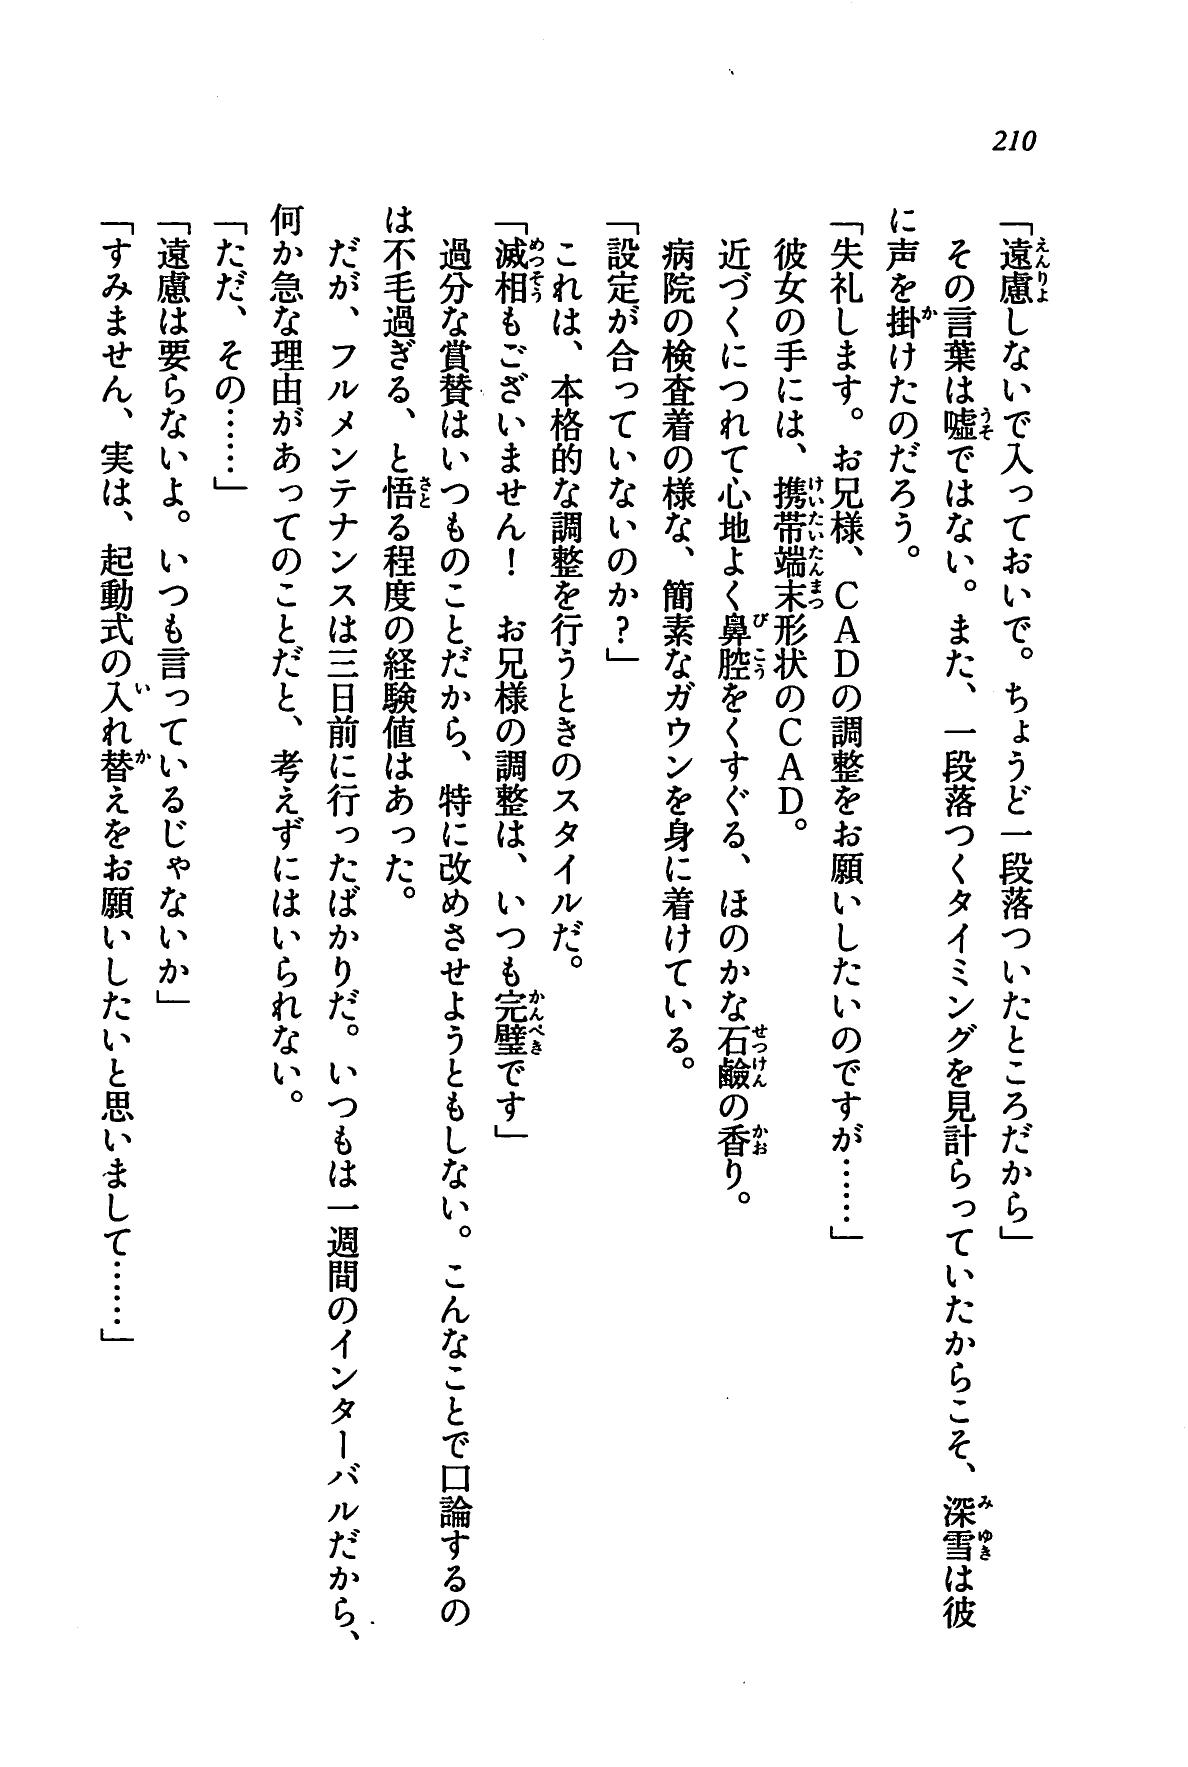 210
「遠慮しないで入っておいで。ちょうど一段落ついたところだから」
その言葉は嘘ではない。また、一段落つくタイミングを見計らっていたからこそ、深雪は彼
に声を掛けたのだろう。
「失礼します。お兄様、ＣＡＤの調整をお願いしたいのですが……」
彼女の手には、携帯端末形状のＣＡＤ。
近づくにつれて心地よく鼻腔をくすぐる、ほのかな石鹼の香り。
病院の検査着の様な、簡素なガウンを身に着けている。
「設定が合っていないのか？」
これは、本格的な調整を行うときのスタイルだ。
「滅相もございません！　お兄様の調整は、いつも完璧です」
過分な賞賛はいつものことだから、特に改めさせようともしない。こんなことで口論するの
は不毛過ぎる、と悟る程度の経験値はあった。
だが、フルメンテナンスは三日前に行ったばかりだ。いつもは一週間のインターバルだから、
何か急な理由があってのことだと、考えずにはいられない。
「ただ、その……」
「遠慮は要らないよ。いつも言っているじゃないか」
「すみません、実は、起動式の入れ替えをお願いしたいと思いまして……」